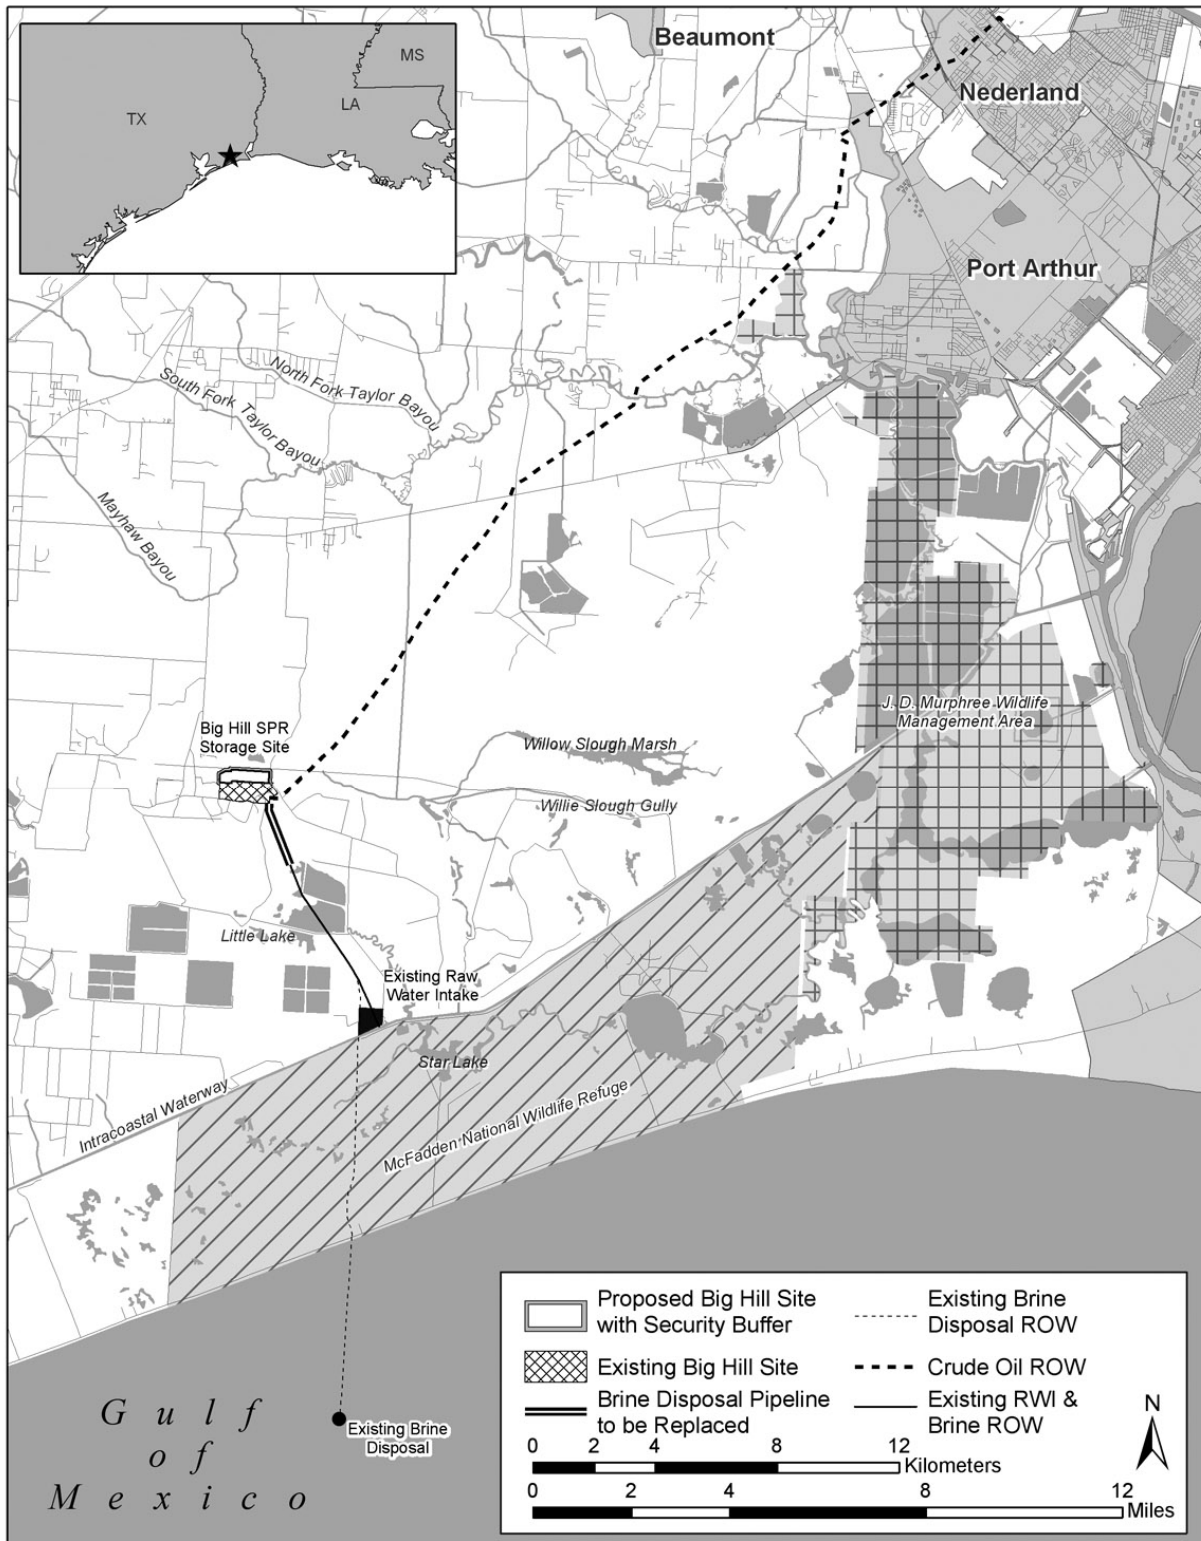 MS
LA
TX
Beaumont
Nederland
Port Arthur
North Fork Taylor Bayou
South Fork Taylor Bayou
Mayhaw Bayou
J. D. Murphree Wildlife
Management Area
Big Hill SPR
Storage Site
Willow Slough Marsh
Willie Slough Gully
Little Lake
Existing Raw
Water Intake
Star Lake
Intracoastal Waterway
McFadden National Wildlife Refuge
Gulf
of
Mexico
Existing Brine
Disposal
Proposed Big Hill Site
with Security Buffer
Existing Big Hill Site
Brine Disposal Pipeline
to be Replaced
Existing Brine
Disposal ROW
Crude Oil ROW
Existing RWI &
Brine ROW
N
0 2 4 8 12
Kilometers
0 2 4 8 12
Miles